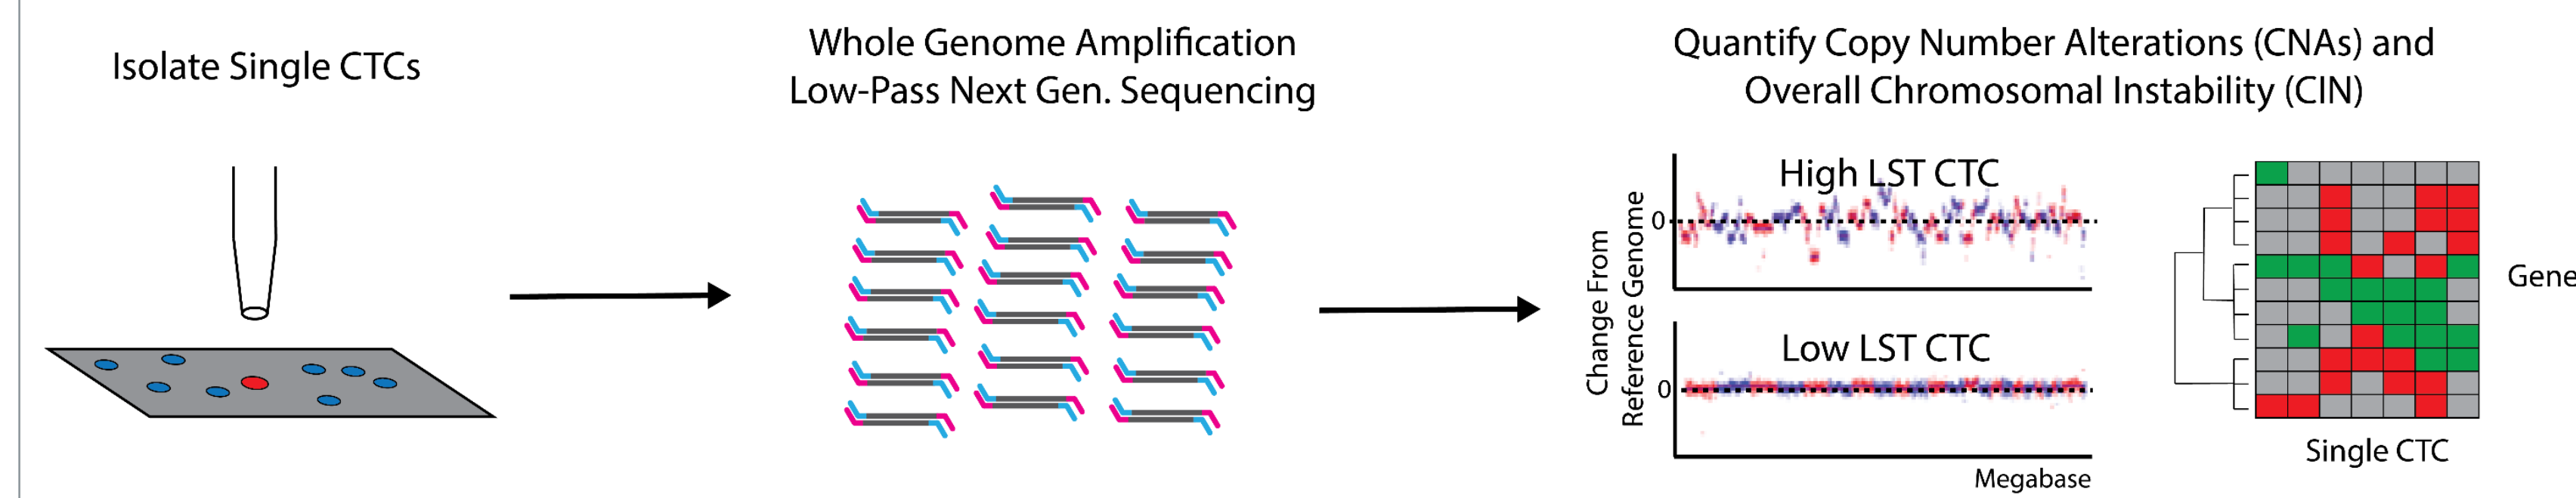 Isolate Single CTCs
Whole Genome Amplification
Low-Pass Next Gen. Sequencing
Quantify Copy Number Alterations (CNAs) and
Overall Chromosomal Instability (CIN)
Change From
Reference Genome
High LST CTC
0
Low LST CTC
0
Megabase
Gene
Single CTC